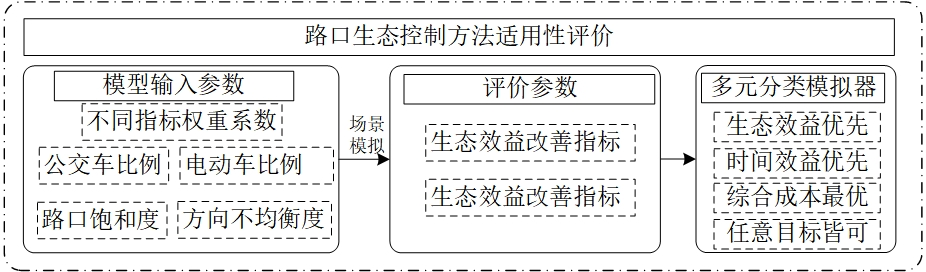 路口生态控制方法适用性评价
模型输入参数
不同指标权重系数
公交车比例 电动车比例
路口饱和度 方向不均衡度
场景
模拟
评价参数
生态效益改善指标
生态效益改善指标
多元分类模拟器
生态效益优先
时间效益优先
综合成本最优
任意目标皆可